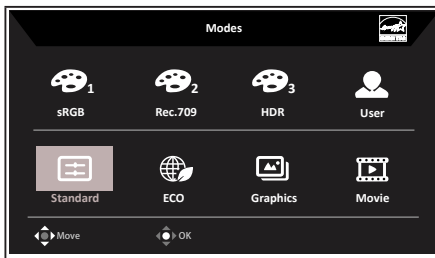 Modes
1 2 3
sRGB Rec.709 HDR User
Standard ECO Graphics Movie
Move OK